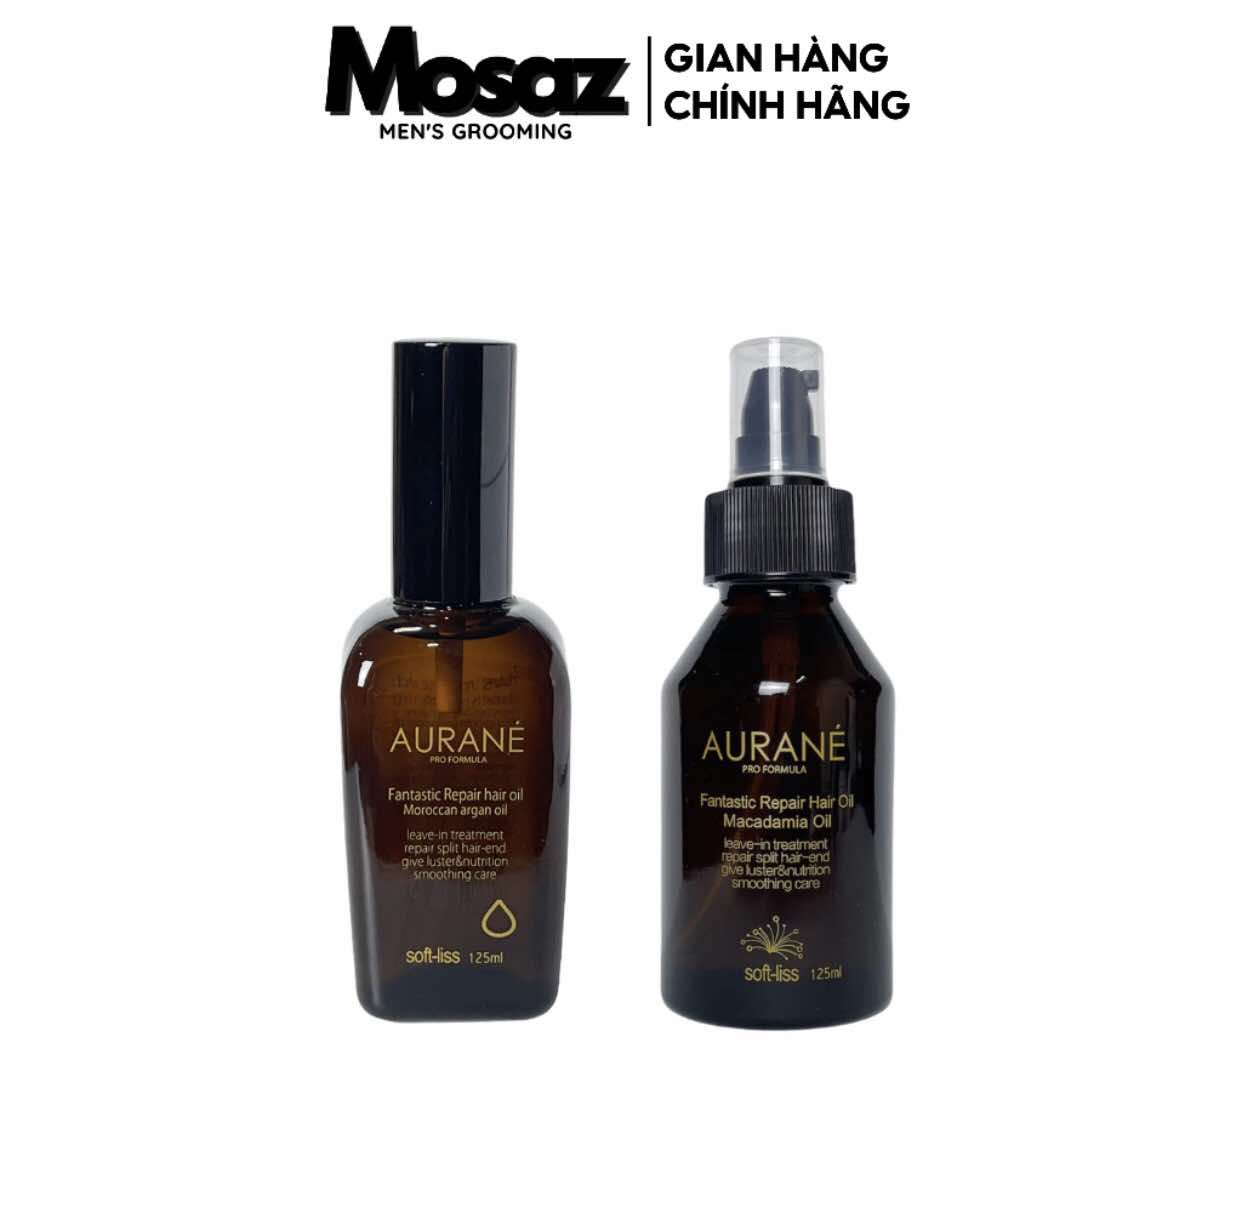 Mosaz
MEN'S GROOMING
GIAN HÀNG
CHÍNH HÃNG
AURANÉ
PRO FORMULA
Fantastic Repair hair oil
Moroccan argan oil
leave-in treatment
repair split hair-end
give luster&nutrition
smoothing care
soft-liss 125ml
AURANÉ
PRO FORMULA
Fantastic Repair Hair Oil
Macadamia Oil
leave-in treatment
repair split hair-end
give luster&nutrition
smoothing care
soft-liss 125ml